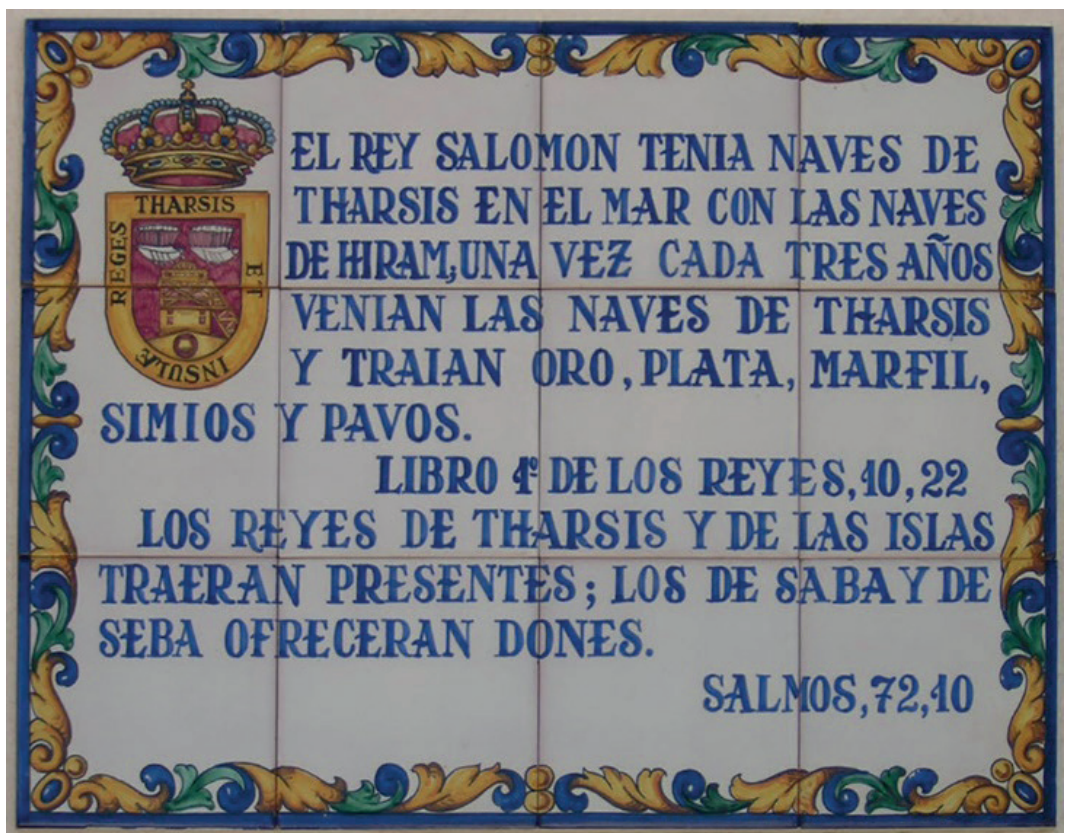 THARSIS
REGES
ET
INSULAE
EL REY SALOMON TENIA NAVES DE
THARSIS EN EL MAR CON LAS NAVES
DE HIRAM; UNA VEZ CADA TRES AÑOS
VENIAN LAS NAVES DE THARSIS
Y TRAIAN ORO, PLATA, MARFIL,
SIMIOS Y PAVOS.
LIBRO 1º DE LOS REYES, 10, 22
LOS REYES DE THARSIS Y DE LAS ISLAS
TRAERAN PRESENTES; LOS DE SABA Y DE
SEBA OFRECERAN DONES.
SALMOS, 72, 10